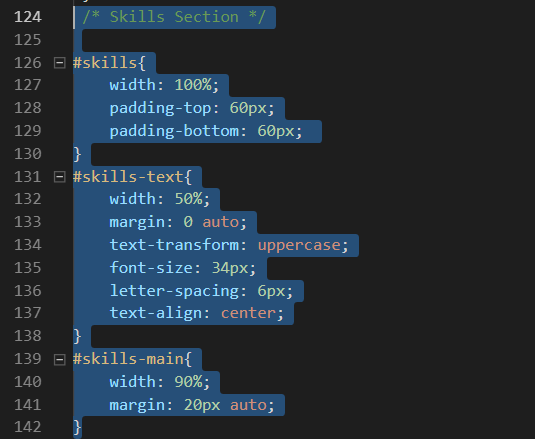 124 /* Skills Section */
125
126 #skills{
127 width: 100%;
128 padding-top: 60px;
129 padding-bottom: 60px;
130 }
131 #skills-text{
132 width: 50%;
133 margin: 0 auto;
134 text-transform: uppercase;
135 font-size: 34px;
136 letter-spacing: 6px;
137 text-align: center;
138 }
139 #skills-main{
140 width: 90%;
141 margin: 20px auto;
142 }